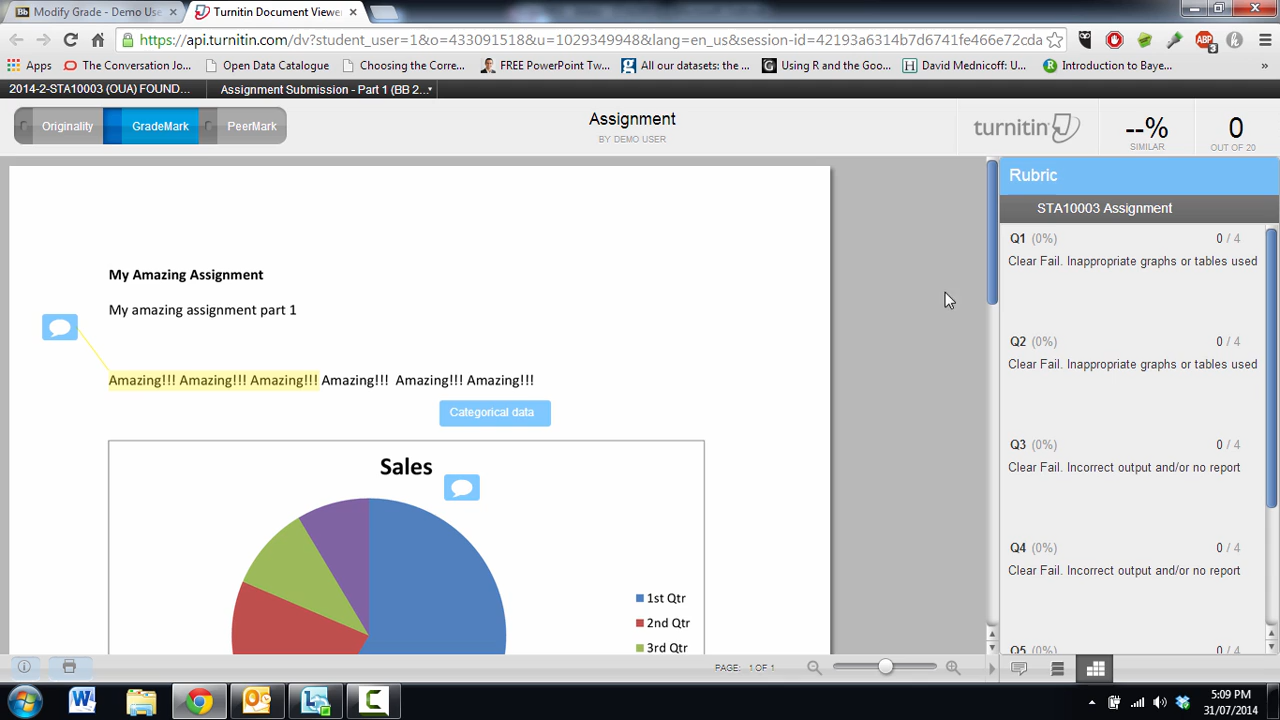 Modify Grade - Demo Use
Turnitin Document Viewer
https://api.turnitin.com/dv?student_user=1&o=433091518&u=1029349948&lang=en_us&session-id=42193a6314b7d6741fe466e72cda
Apps
The Conversation Jo...
Open Data Catalogue
Choosing the Corre...
FREE PowerPoint Tw...
All our datasets: the ...
Using R and the Goo...
David Mednicoff: U...
Introduction to Baye...
»
2014-2-STA10003 (OUA) FOUND...
Assignment Submission - Part 1 (BB 2...
Originality
GradeMark
PeerMark
Assignment
BY DEMO USER
turnitin
--%
SIMILAR
0
OUT OF 20
My Amazing Assignment
My amazing assignment part 1
Amazing!!! Amazing!!! Amazing!!! Amazing!!!  Amazing!!! Amazing!!!
Categorical data
Sales
1st Qtr
2nd Qtr
3rd Qtr
Rubric
STA10003 Assignment
Q1 (0%) 0 / 4
Clear Fail. Inappropriate graphs or tables used
Q2 (0%) 0 / 4
Clear Fail. Inappropriate graphs or tables used
Q3 (0%) 0 / 4
Clear Fail. Incorrect output and/or no report
Q4 (0%) 0 / 4
Clear Fail. Incorrect output and/or no report
PAGE: 1 OF 1
5:09 PM
31/07/2014